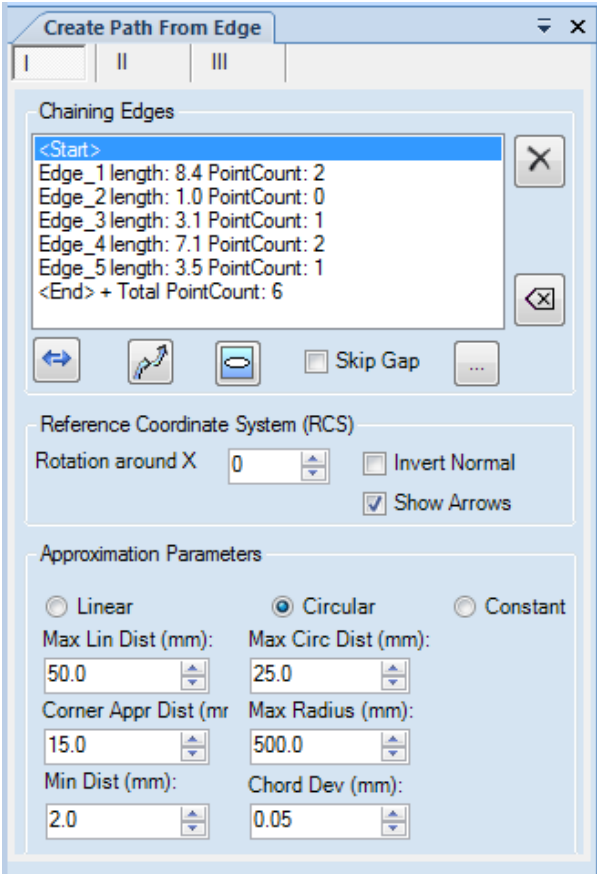 Create Path From Edge
I II III
Chaining Edges
<Start>
Edge_1 length: 8.4 PointCount: 2
Edge_2 length: 1.0 PointCount: 0
Edge_3 length: 3.1 PointCount: 1
Edge_4 length: 7.1 PointCount: 2
Edge_5 length: 3.5 PointCount: 1
<End> + Total PointCount: 6
Skip Gap ...
Reference Coordinate System (RCS)
Rotation around X 0 Invert Normal
Show Arrows
Approximation Parameters
Linear Circular Constant
Max Lin Dist (mm): Max Circ Dist (mm):
50.0 25.0
Corner Appr Dist (mr Max Radius (mm):
15.0 500.0
Min Dist (mm): Chord Dev (mm):
2.0 0.05